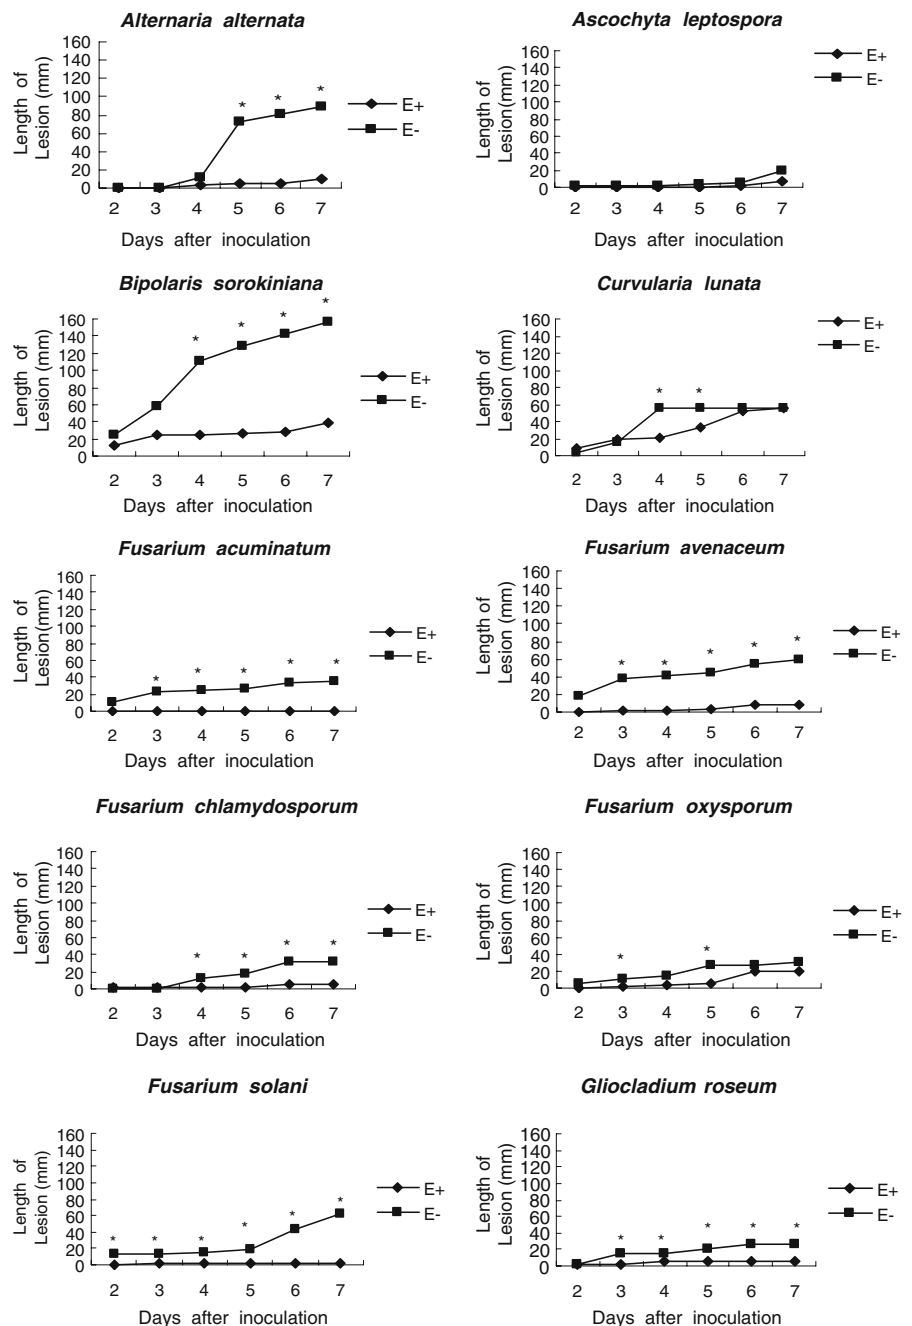 Alternaria alternata
Length of
Lesion (mm)
160
140
120
100
80
60
40
20
0
* * *
E+
E-
2 3 4 5 6 7
Days after inoculation
Ascochyta leptospora
Length of
Lesion(mm)
160
140
120
100
80
60
40
20
0
E+
E-
2 3 4 5 6 7
Days after inoculation
Bipolaris sorokiniana
Length of
Lesion (mm)
160
140
120
100
80
60
40
20
0
* * * *
E+
E-
2 3 4 5 6 7
Days after inoculation
Curvularia lunata
Length of
Lesion (mm)
160
140
120
100
80
60
40
20
0
* *
E+
E-
2 3 4 5 6 7
Days after inoculation
Fusarium acuminatum
Length of
Lesion(mm)
160
140
120
100
80
60
40
20
0
* * * * *
E+
E-
2 3 4 5 6 7
Days after inoculation
Fusarium avenaceum
Length of
Lesion (mm)
160
140
120
100
80
60
40
20
0
* * * * *
E+
E-
2 3 4 5 6 7
Days after inoculation
Fusarium chlamydosporum
Length of
Lesion (mm)
160
140
120
100
80
60
40
20
0
* * * *
E+
E-
2 3 4 5 6 7
Days after inoculation
Fusarium oxysporum
Length of
Lesion (mm)
160
140
120
100
80
60
40
20
0
* *
E+
E-
2 3 4 5 6 7
Days after inoculation
Fusarium solani
Length of
Lesion (mm)
160
140
120
100
80
60
40
20
0
* * * * * *
E+
E-
2 3 4 5 6 7
Days after inoculation
Gliocladium roseum
Length of
Lesion (mm)
160
140
120
100
80
60
40
20
0
* * * * *
E+
E-
2 3 4 5 6 7
Days after inoculation